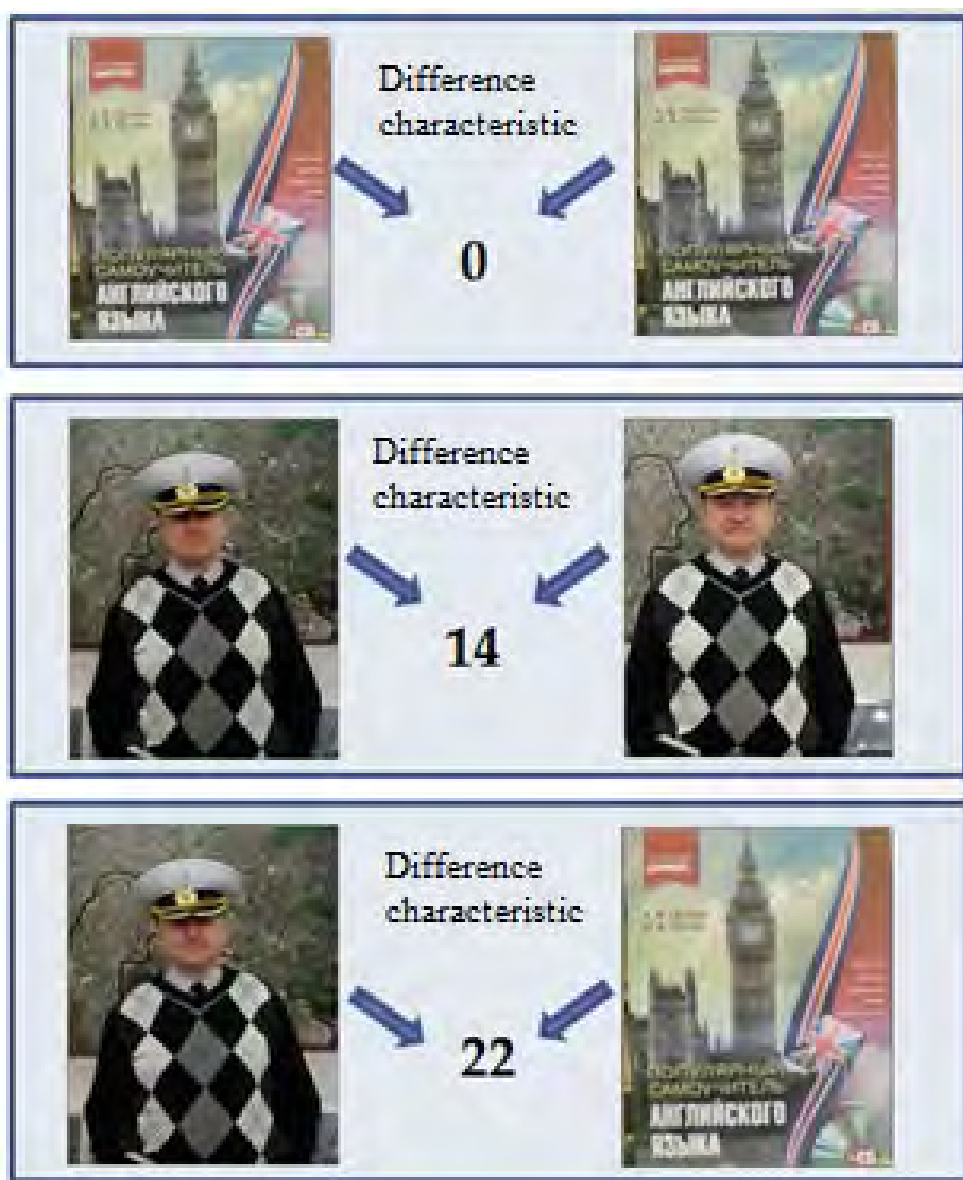 Difference
characteristic
0
ПОПУЛЯРНЫЙ
САМОУЧИТЕЛЬ
АНГЛИЙСКОГО
ЯЗЫКА
ПОПУЛЯРНЫЙ
САМОУЧИТЕЛЬ
АНГЛИЙСКОГО
ЯЗЫКА
Difference
characteristic
14
Difference
characteristic
22
ПОПУЛЯРНЫЙ
САМОУЧИТЕЛЬ
АНГЛИЙСКОГО
ЯЗЫКА